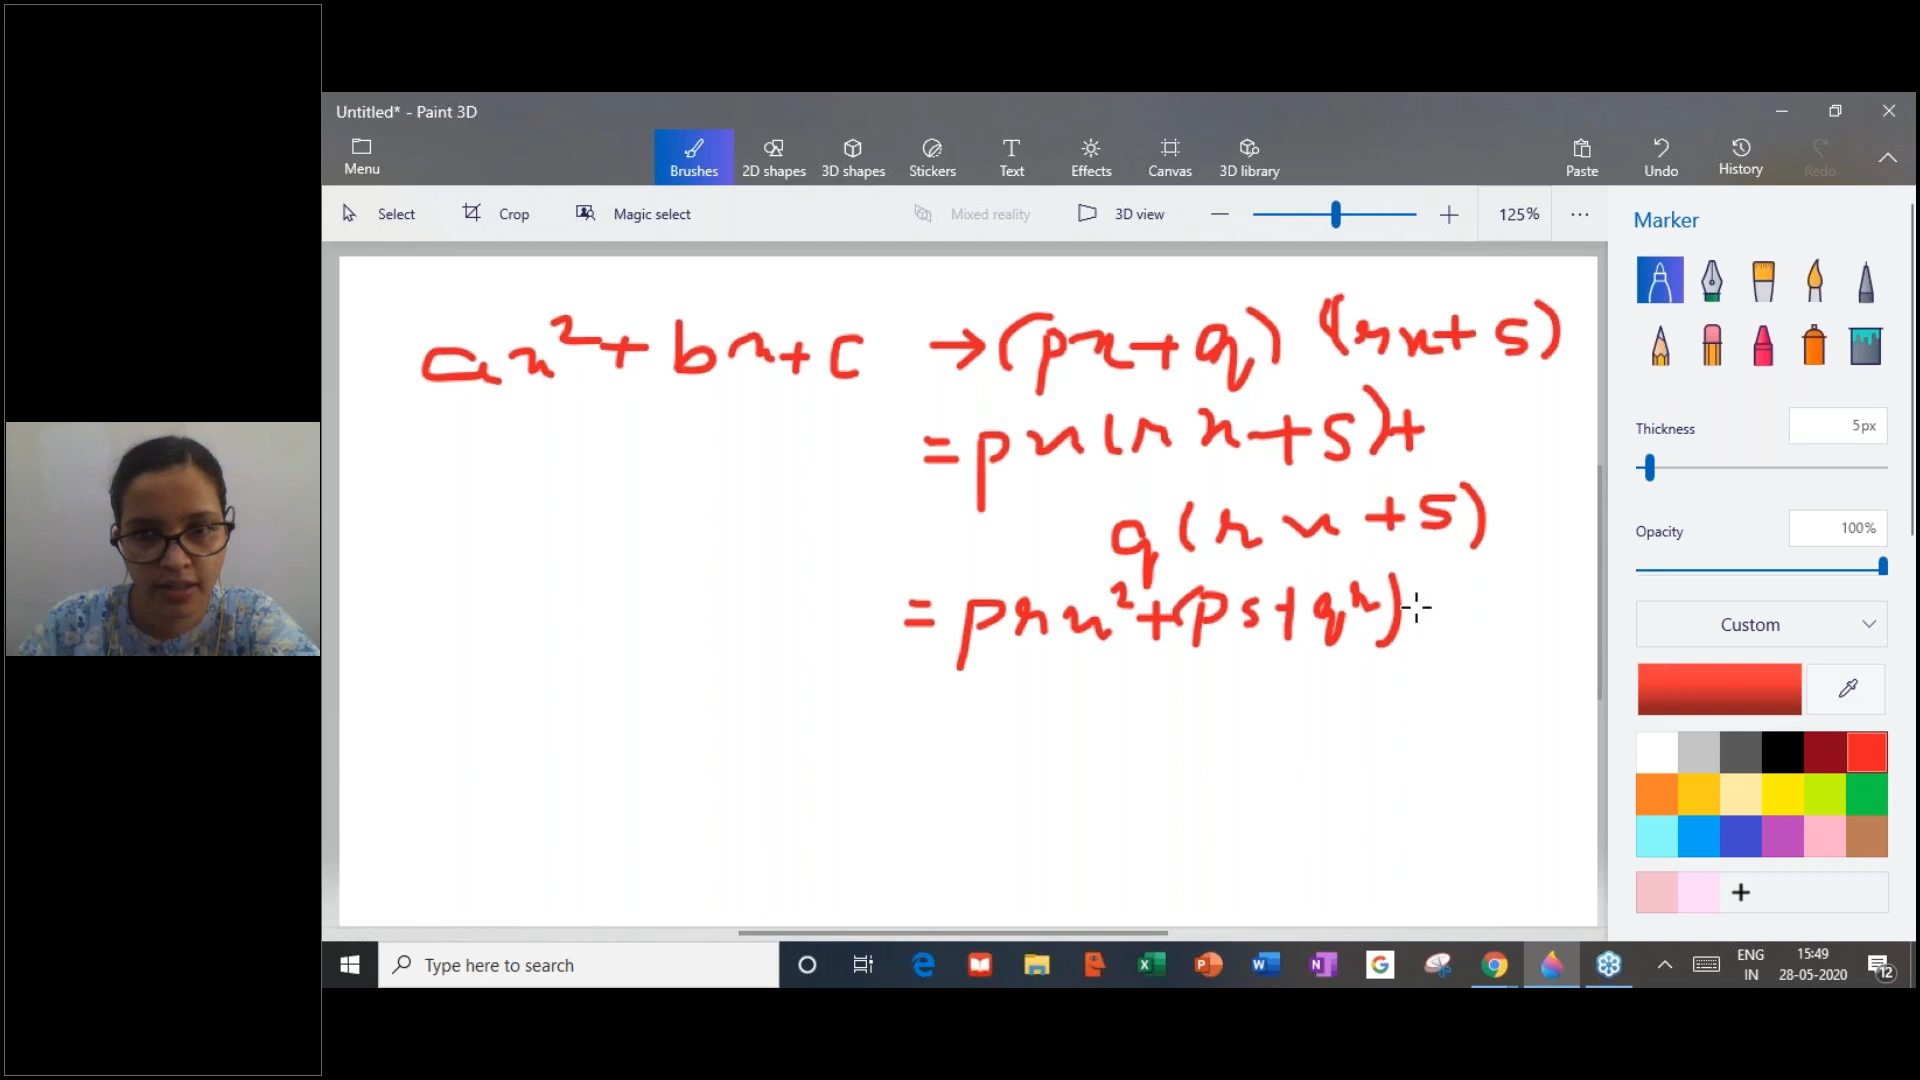 Untitled* - Paint 3D
Menu
Brushes
2D shapes
3D shapes
Stickers
Text
Effects
Canvas
3D library
Paste
Undo
History
Redo
Select
Crop
Magic select
Mixed reality
3D view
125%
Marker
ax²+bx+c → (px+q) (rx+s)
= px(rx+s)+
q(rx+s)
= prx²+(ps+qr)
Thickness
5px
Opacity
100%
Custom
Type here to search
ENG
IN
15:49
28-05-2020
12